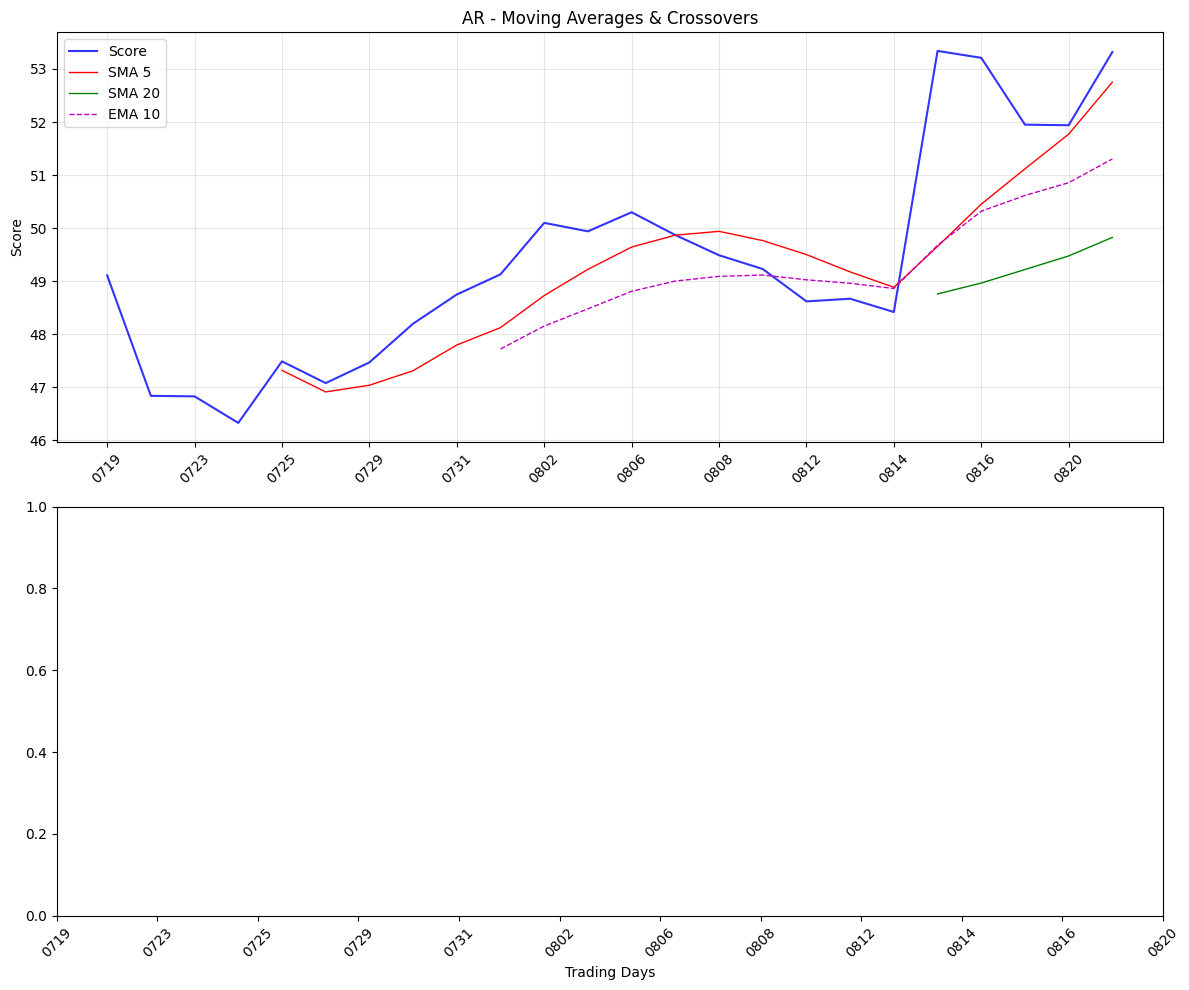 AR - Moving Averages & Crossovers
Score
SMA 5
SMA 20
EMA 10
Score
53
52
51
50
49
48
47
46
0719 0723 0725 0729 0731 0802 0806 0808 0812 0814 0816 0820
1.0
0.8
0.6
0.4
0.2
0.0
0719 0723 0725 0729 0731 0802 0806 0808 0812 0814 0816 0820
Trading Days